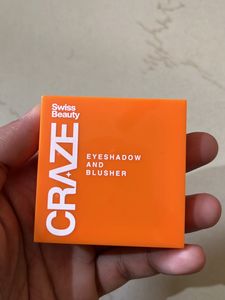 Swiss
Beauty
CRAZE
EYESHADOW
AND
BLUSHER